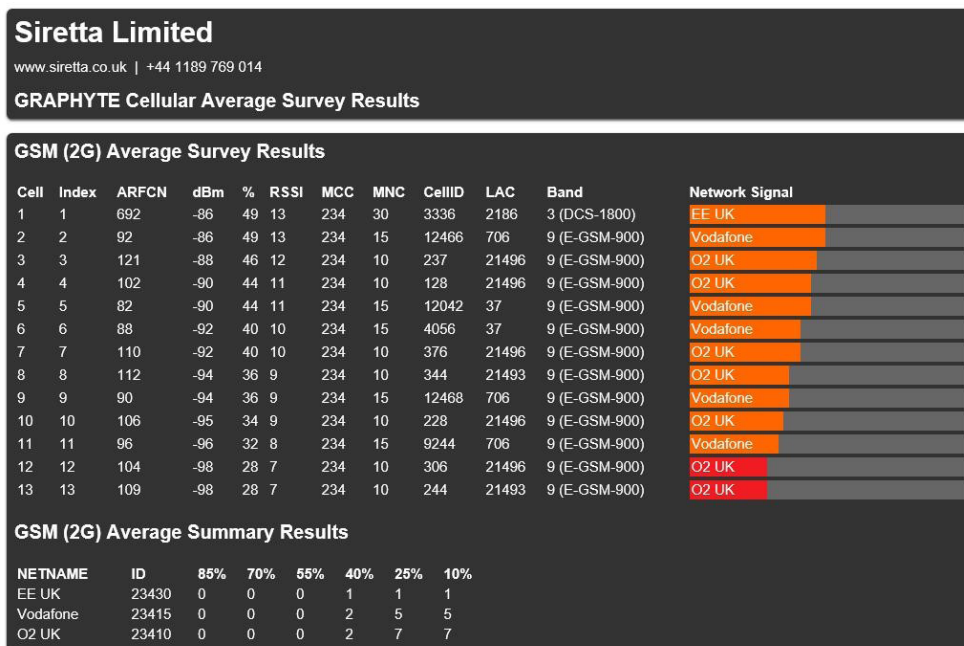 Siretta Limited
www.siretta.co.uk | +44 1189 769 014
GRAPHYTE Cellular Average Survey Results
GSM (2G) Average Survey Results
Cell Index ARFCN dBm % RSSI MCC MNC CellID LAC Band Network Signal
1 1 692 -86 49 13 234 30 3336 2186 3 (DCS-1800) EE UK
2 2 92 -86 49 13 234 15 12466 706 9 (E-GSM-900) Vodafone
3 3 121 -88 46 12 234 10 237 21496 9 (E-GSM-900) O2 UK
4 4 102 -90 44 11 234 10 128 21496 9 (E-GSM-900) O2 UK
5 5 82 -90 44 11 234 15 12042 37 9 (E-GSM-900) Vodafone
6 6 88 -92 40 10 234 15 4056 37 9 (E-GSM-900) Vodafone
7 7 110 -92 40 10 234 10 376 21496 9 (E-GSM-900) O2 UK
8 8 112 -94 36 9 234 10 344 21493 9 (E-GSM-900) O2 UK
9 9 90 -94 36 9 234 15 12468 706 9 (E-GSM-900) Vodafone
10 10 106 -95 34 9 234 10 228 21496 9 (E-GSM-900) O2 UK
11 11 96 -96 32 8 234 15 9244 706 9 (E-GSM-900) Vodafone
12 12 104 -98 28 7 234 10 306 21496 9 (E-GSM-900) O2 UK
13 13 109 -98 28 7 234 10 244 21493 9 (E-GSM-900) O2 UK
GSM (2G) Average Summary Results
NETNAME ID 85% 70% 55% 40% 25% 10%
EE UK 23430 0 0 0 1 1 1
Vodafone 23415 0 0 0 2 5 5
O2 UK 23410 0 0 0 2 7 7